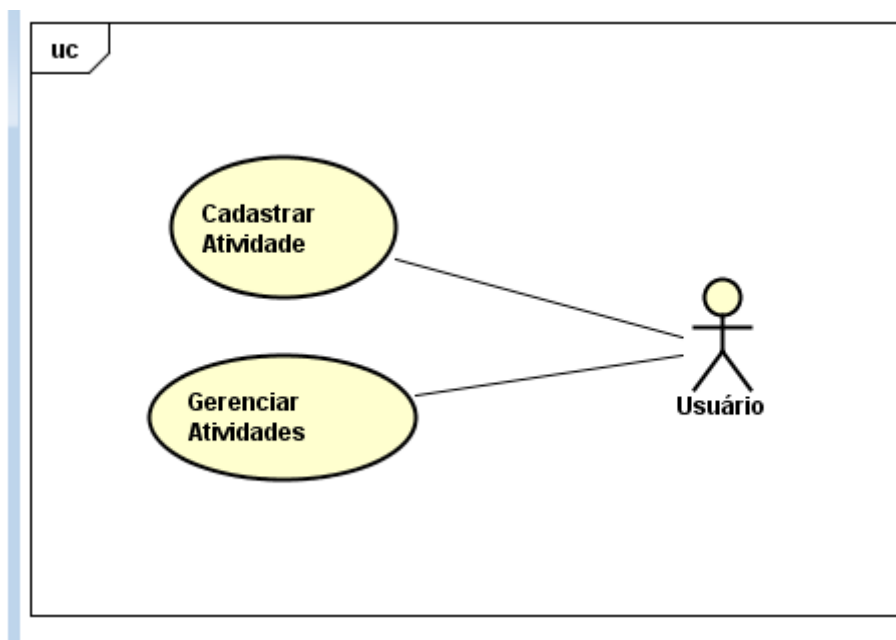 uc
Cadastrar
Atividade
Gerenciar
Atividades
Usuário